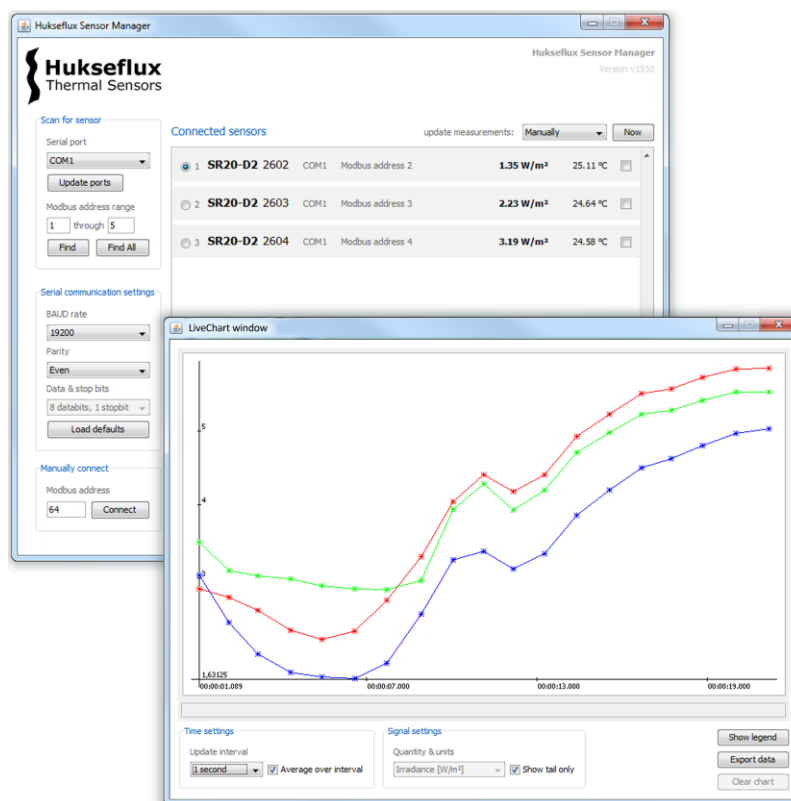 Hukseflux Sensor Manager
Hukseflux Sensor Manager
Version v1510
Hukseflux
Thermal Sensors
Scan for sensor
Serial port
COM1
Update ports
Modbus address range
1 through 5
Find Find All
Serial communication settings
BAUD rate
19200
Parity
Even
Data & stop bits
8 databits, 1 stopbit
Load defaults
Manually connect
Modbus address
64 Connect
Connected sensors update measurements: Manually Now
1 SR20-D2 2602 COM1 Modbus address 2 1.35 W/m² 25.11 ºC
2 SR20-D2 2603 COM1 Modbus address 3 2.23 W/m² 24.64 ºC
3 SR20-D2 2604 COM1 Modbus address 4 3.19 W/m² 24.58 ºC
LiveChart window
5
4
3
1,63125
00:00:01.089 00:00:07.000 00:00:13.000 00:00:19.000
Time settings
Update interval
1 second Average over interval
Signal settings
Quantity & units
Irradiance [W/m²] Show tail only
Show legend
Export data
Clear chart